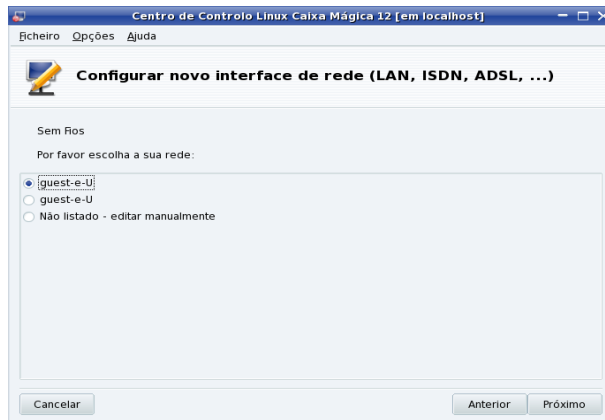 Centro de Controlo Linux Caixa Mágica 12 [em localhost]
Ficheiro Opções Ajuda
Configurar novo interface de rede (LAN, ISDN, ADSL, ...)
Sem Fios
Por favor escolha a sua rede:
guest-e-U
guest-e-U
Não listado - editar manualmente
Cancelar Anterior Próximo